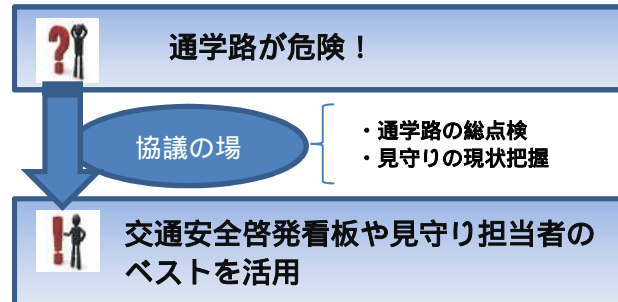 通学路が危険！
協議の場
・通学路の総点検
・見守りの現状把握
交通安全啓発看板や見守り担当者の
ベストを活用